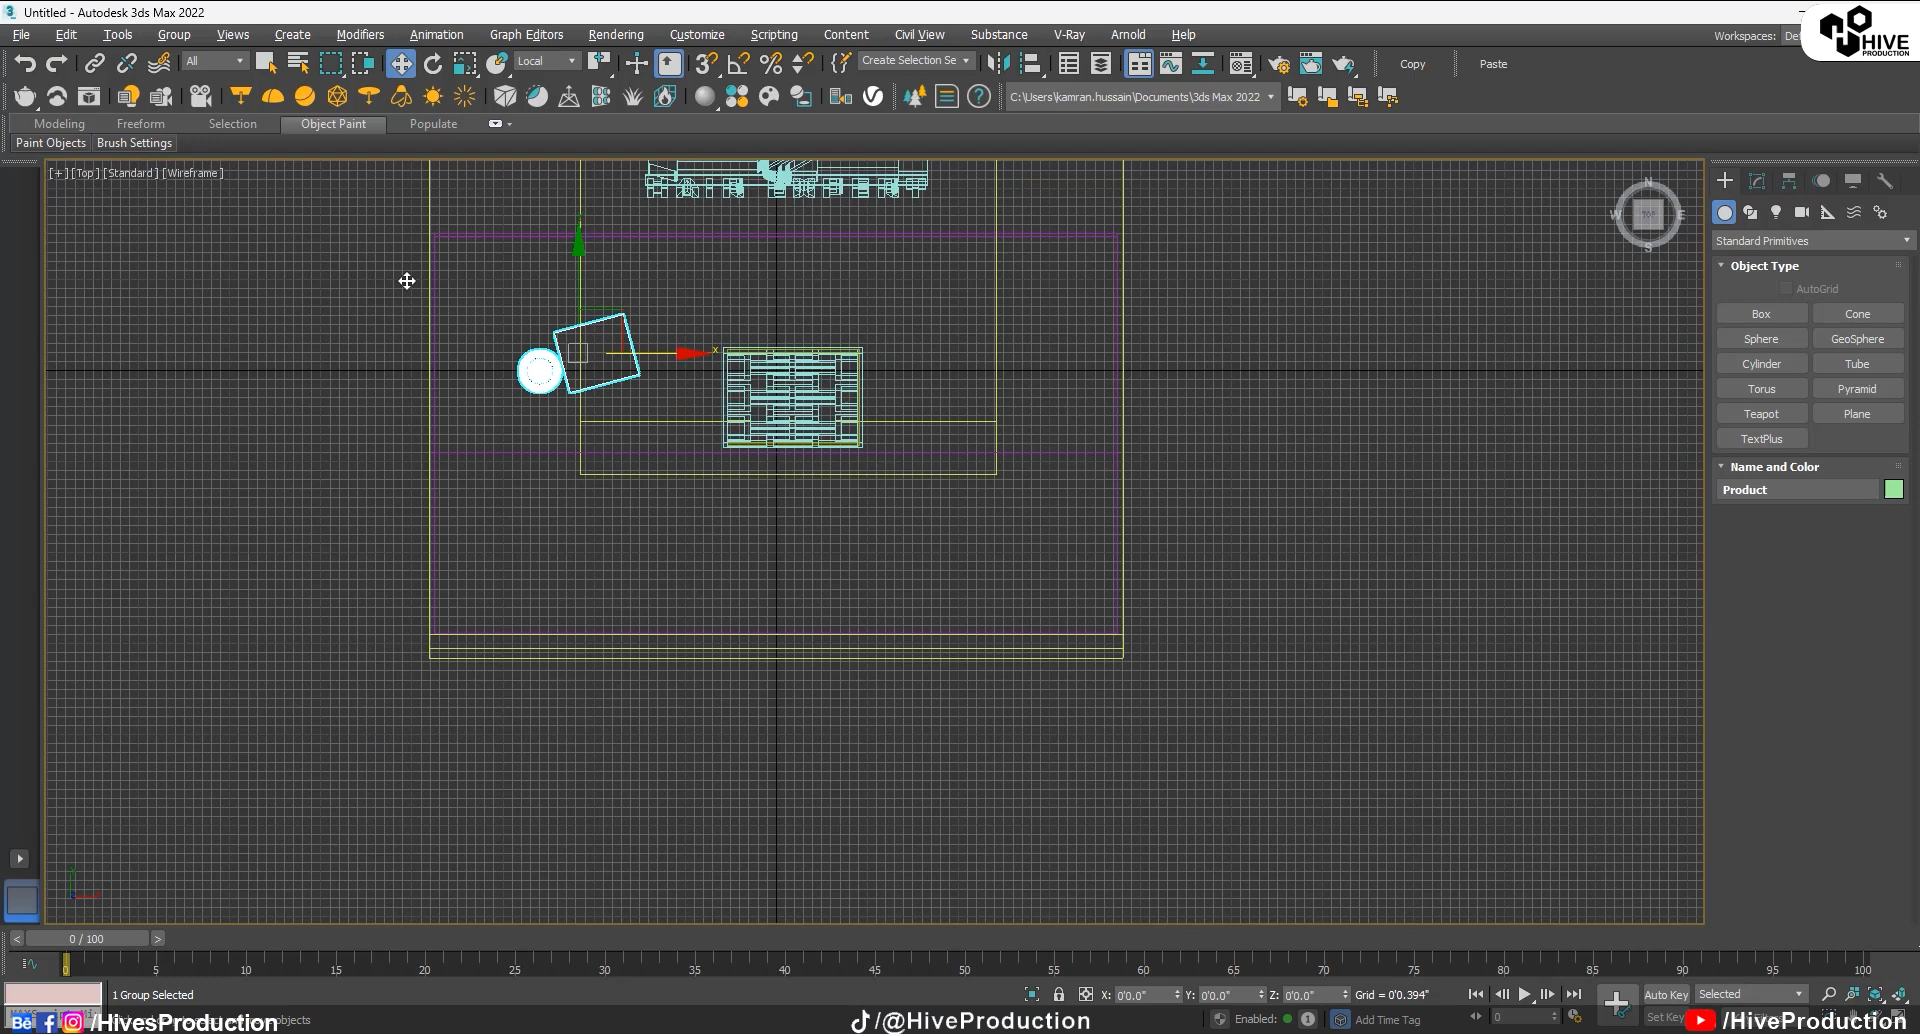 Untitled - Autodesk 3ds Max 2022
File Edit Tools Group Views Create Modifiers Animation Graph Editors Rendering Customize Scripting Content Civil View Substance V-Ray Arnold Help Workspaces:
HIVE
PRODUCTION
All Local Create Selection Se Copy Paste
C:\Users\kamran.hussain\Documents\3ds Max 2022
Modeling Freeform Selection Object Paint Populate
Paint Objects Brush Settings
[+] [Top] [Standard] [Wireframe]
N
W TOP E
S
Standard Primitives
Object Type
AutoGrid
Box Cone
Sphere GeoSphere
Cylinder Tube
Torus Pyramid
Teapot Plane
TextPlus
Name and Color
Product
x
< 0 / 100 >
0 5 10 15 20 25 30 35 40 45 50 55 60 65 70 75 80 85 90 95 100
1 Group Selected X: 0'0.0" Y: 0'0.0" Z: 0'0.0" Grid = 0'0.394" Auto Key Selected
Enabled: 1 Add Time Tag 0 Set Key
Bē f /HivesProduction /@HiveProduction /HiveProduction